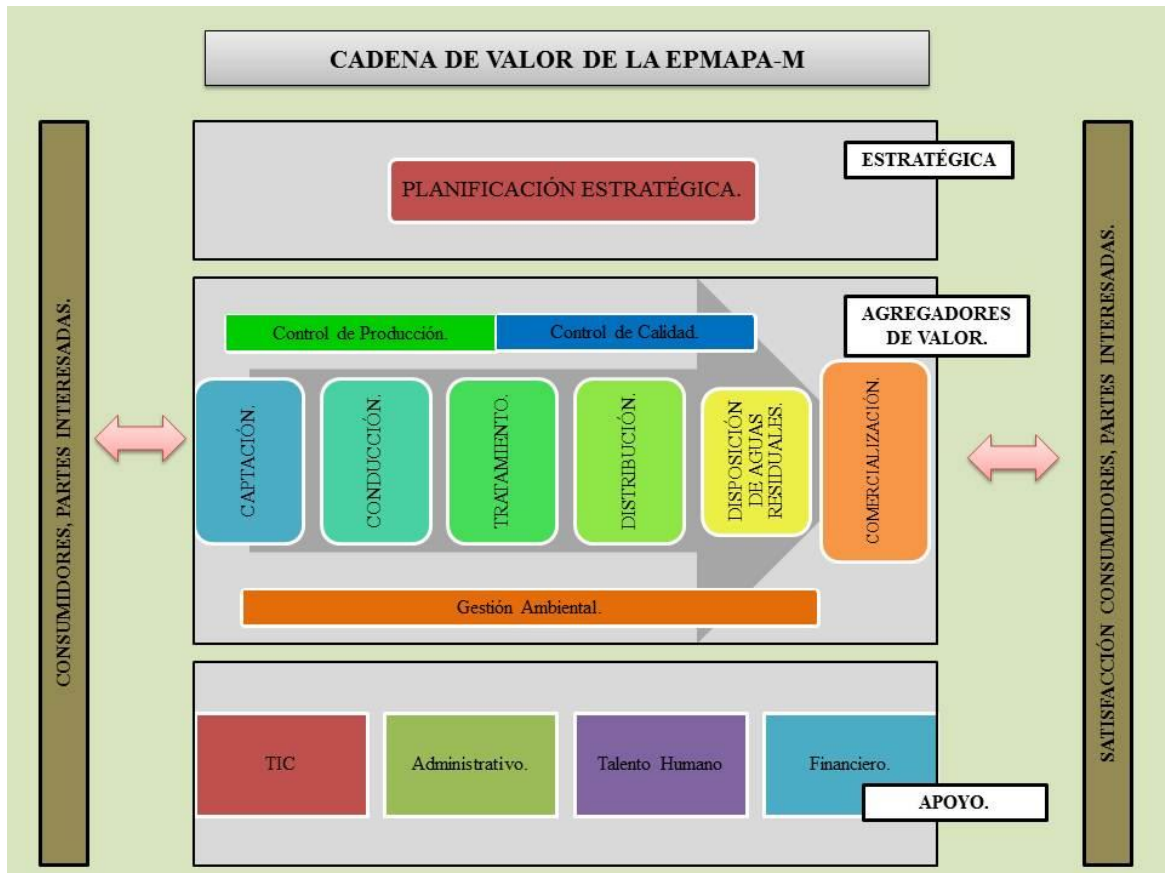 CADENA DE VALOR DE LA EPMAPA-M
CONSUMIDORES, PARTES INTERESADAS.
ESTRATÉGICA
PLANIFICACIÓN ESTRATÉGICA.
AGREGADORES
DE VALOR.
Control de Producción.
Control de Calidad.
CAPTACIÓN.
CONDUCCIÓN.
TRATAMIENTO.
DISTRIBUCIÓN.
DISPOSICIÓN
DE AGUAS
RESIDUALES.
COMERCIALIZACIÓN.
Gestión Ambiental.
TIC
Administrativo.
Talento Humano
Financiero.
APOYO.
SATISFACCIÓN CONSUMIDORES, PARTES INTERESADAS.